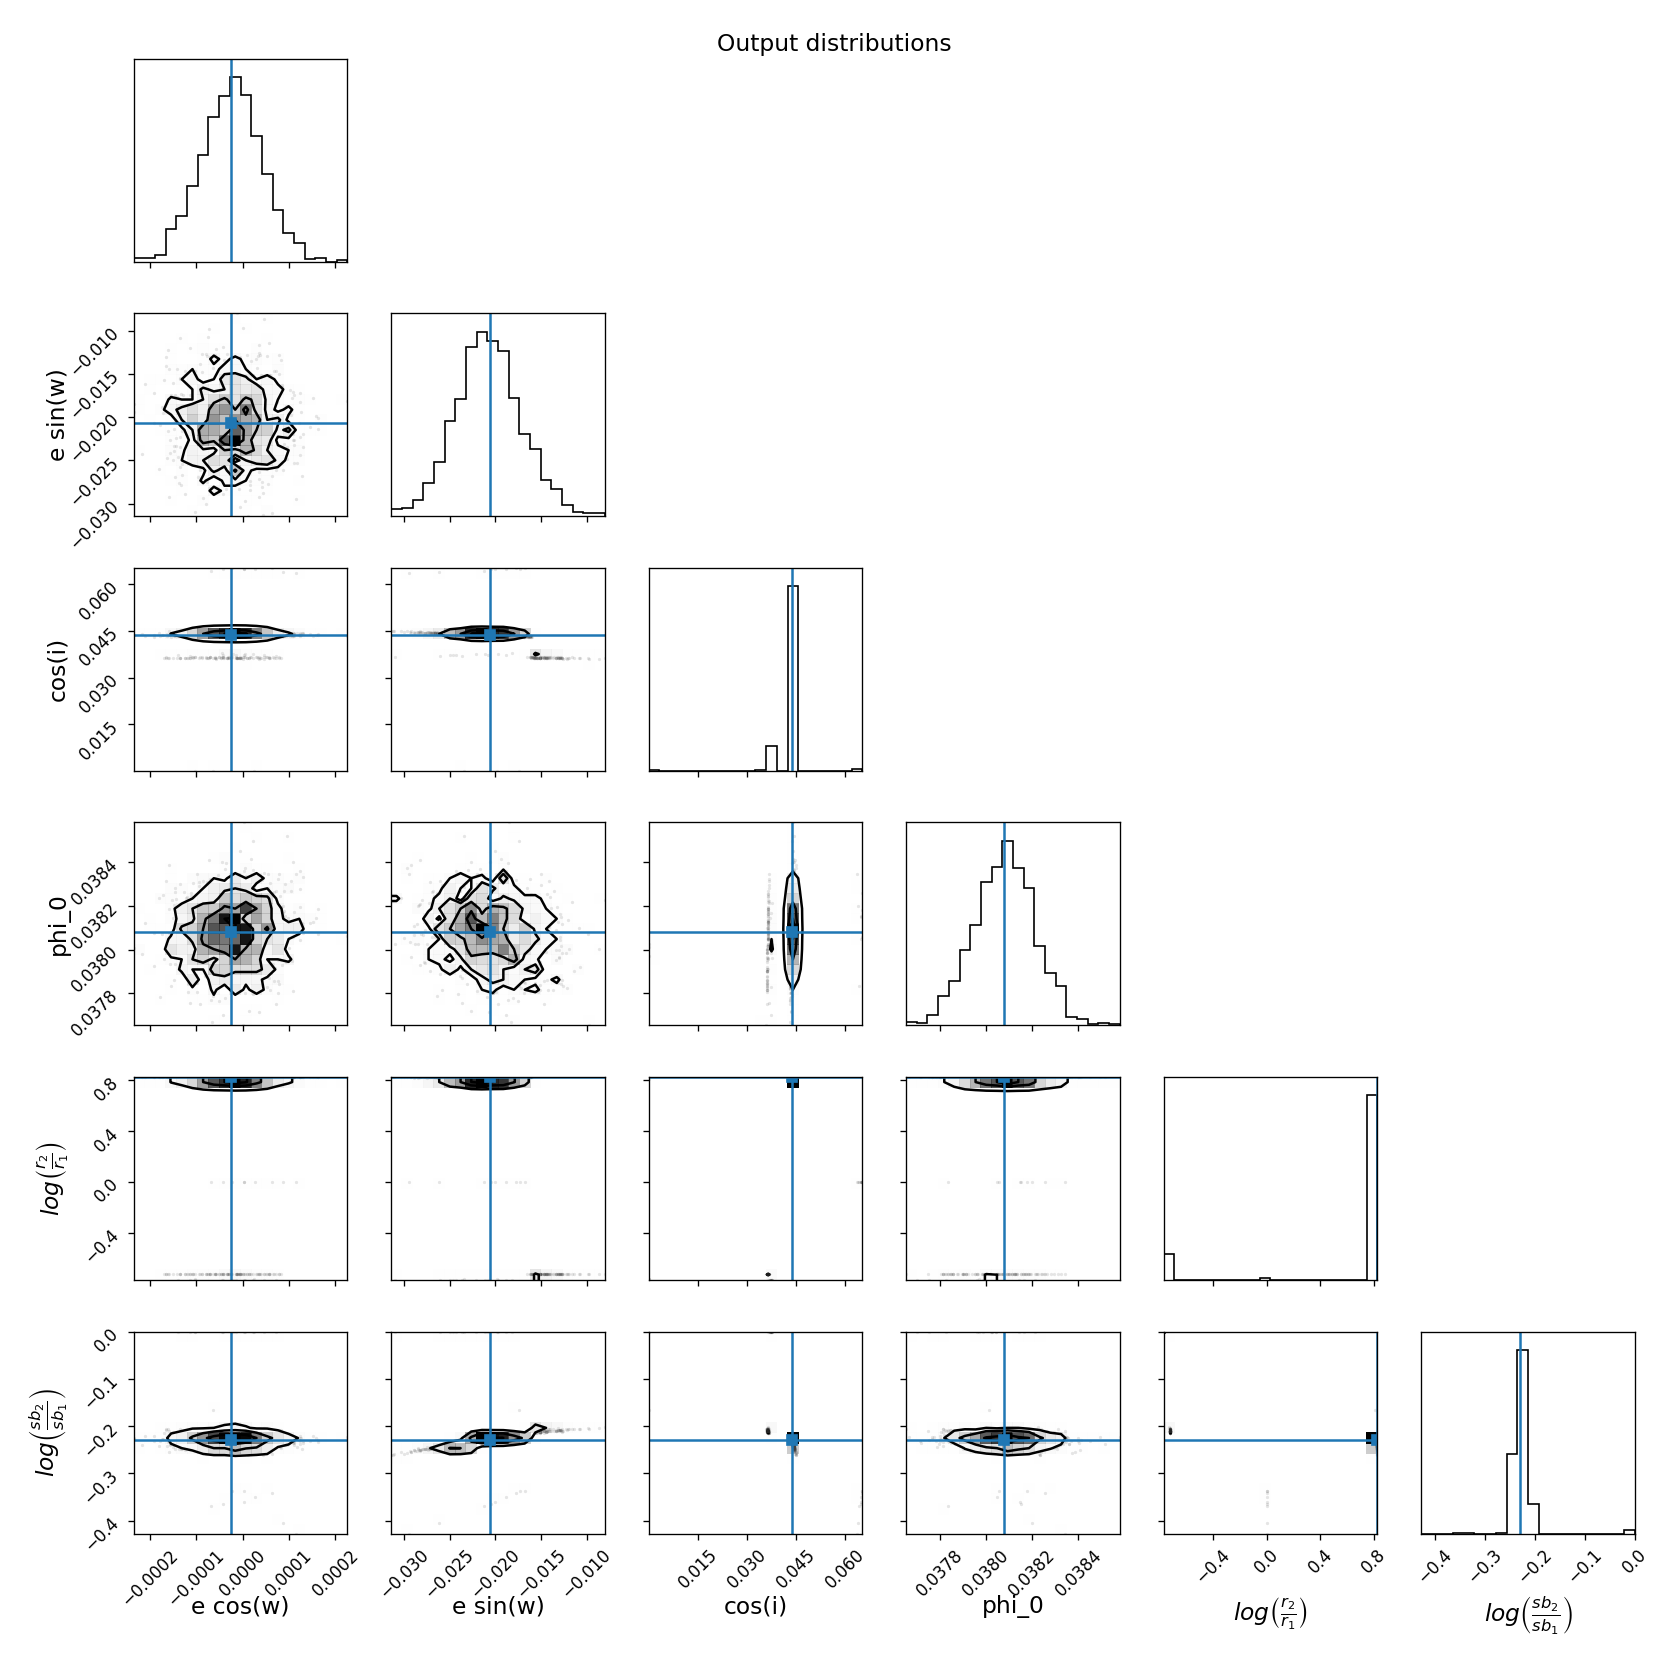 Output distributions
e sin(w)
−0.010
−0.015
−0.020
−0.025
−0.030
cos(i)
0.060
0.045
0.030
0.015
phi_0
0.0384
0.0382
0.0380
0.0378
log(r2/r1)
0.8
0.4
0.0
−0.4
log(sb2/sb1)
0.0
−0.1
−0.2
−0.3
−0.4
−0.0002 −0.0001 0.0000 0.0001 0.0002
−0.030 −0.025 −0.020 −0.015 −0.010
0.015 0.030 0.045 0.060
0.0378 0.0380 0.0382 0.0384
−0.4 0.0 0.4 0.8
−0.4 −0.3 −0.2 −0.1 0.0
e cos(w) e sin(w) cos(i) phi_0 log(r2/r1) log(sb2/sb1)